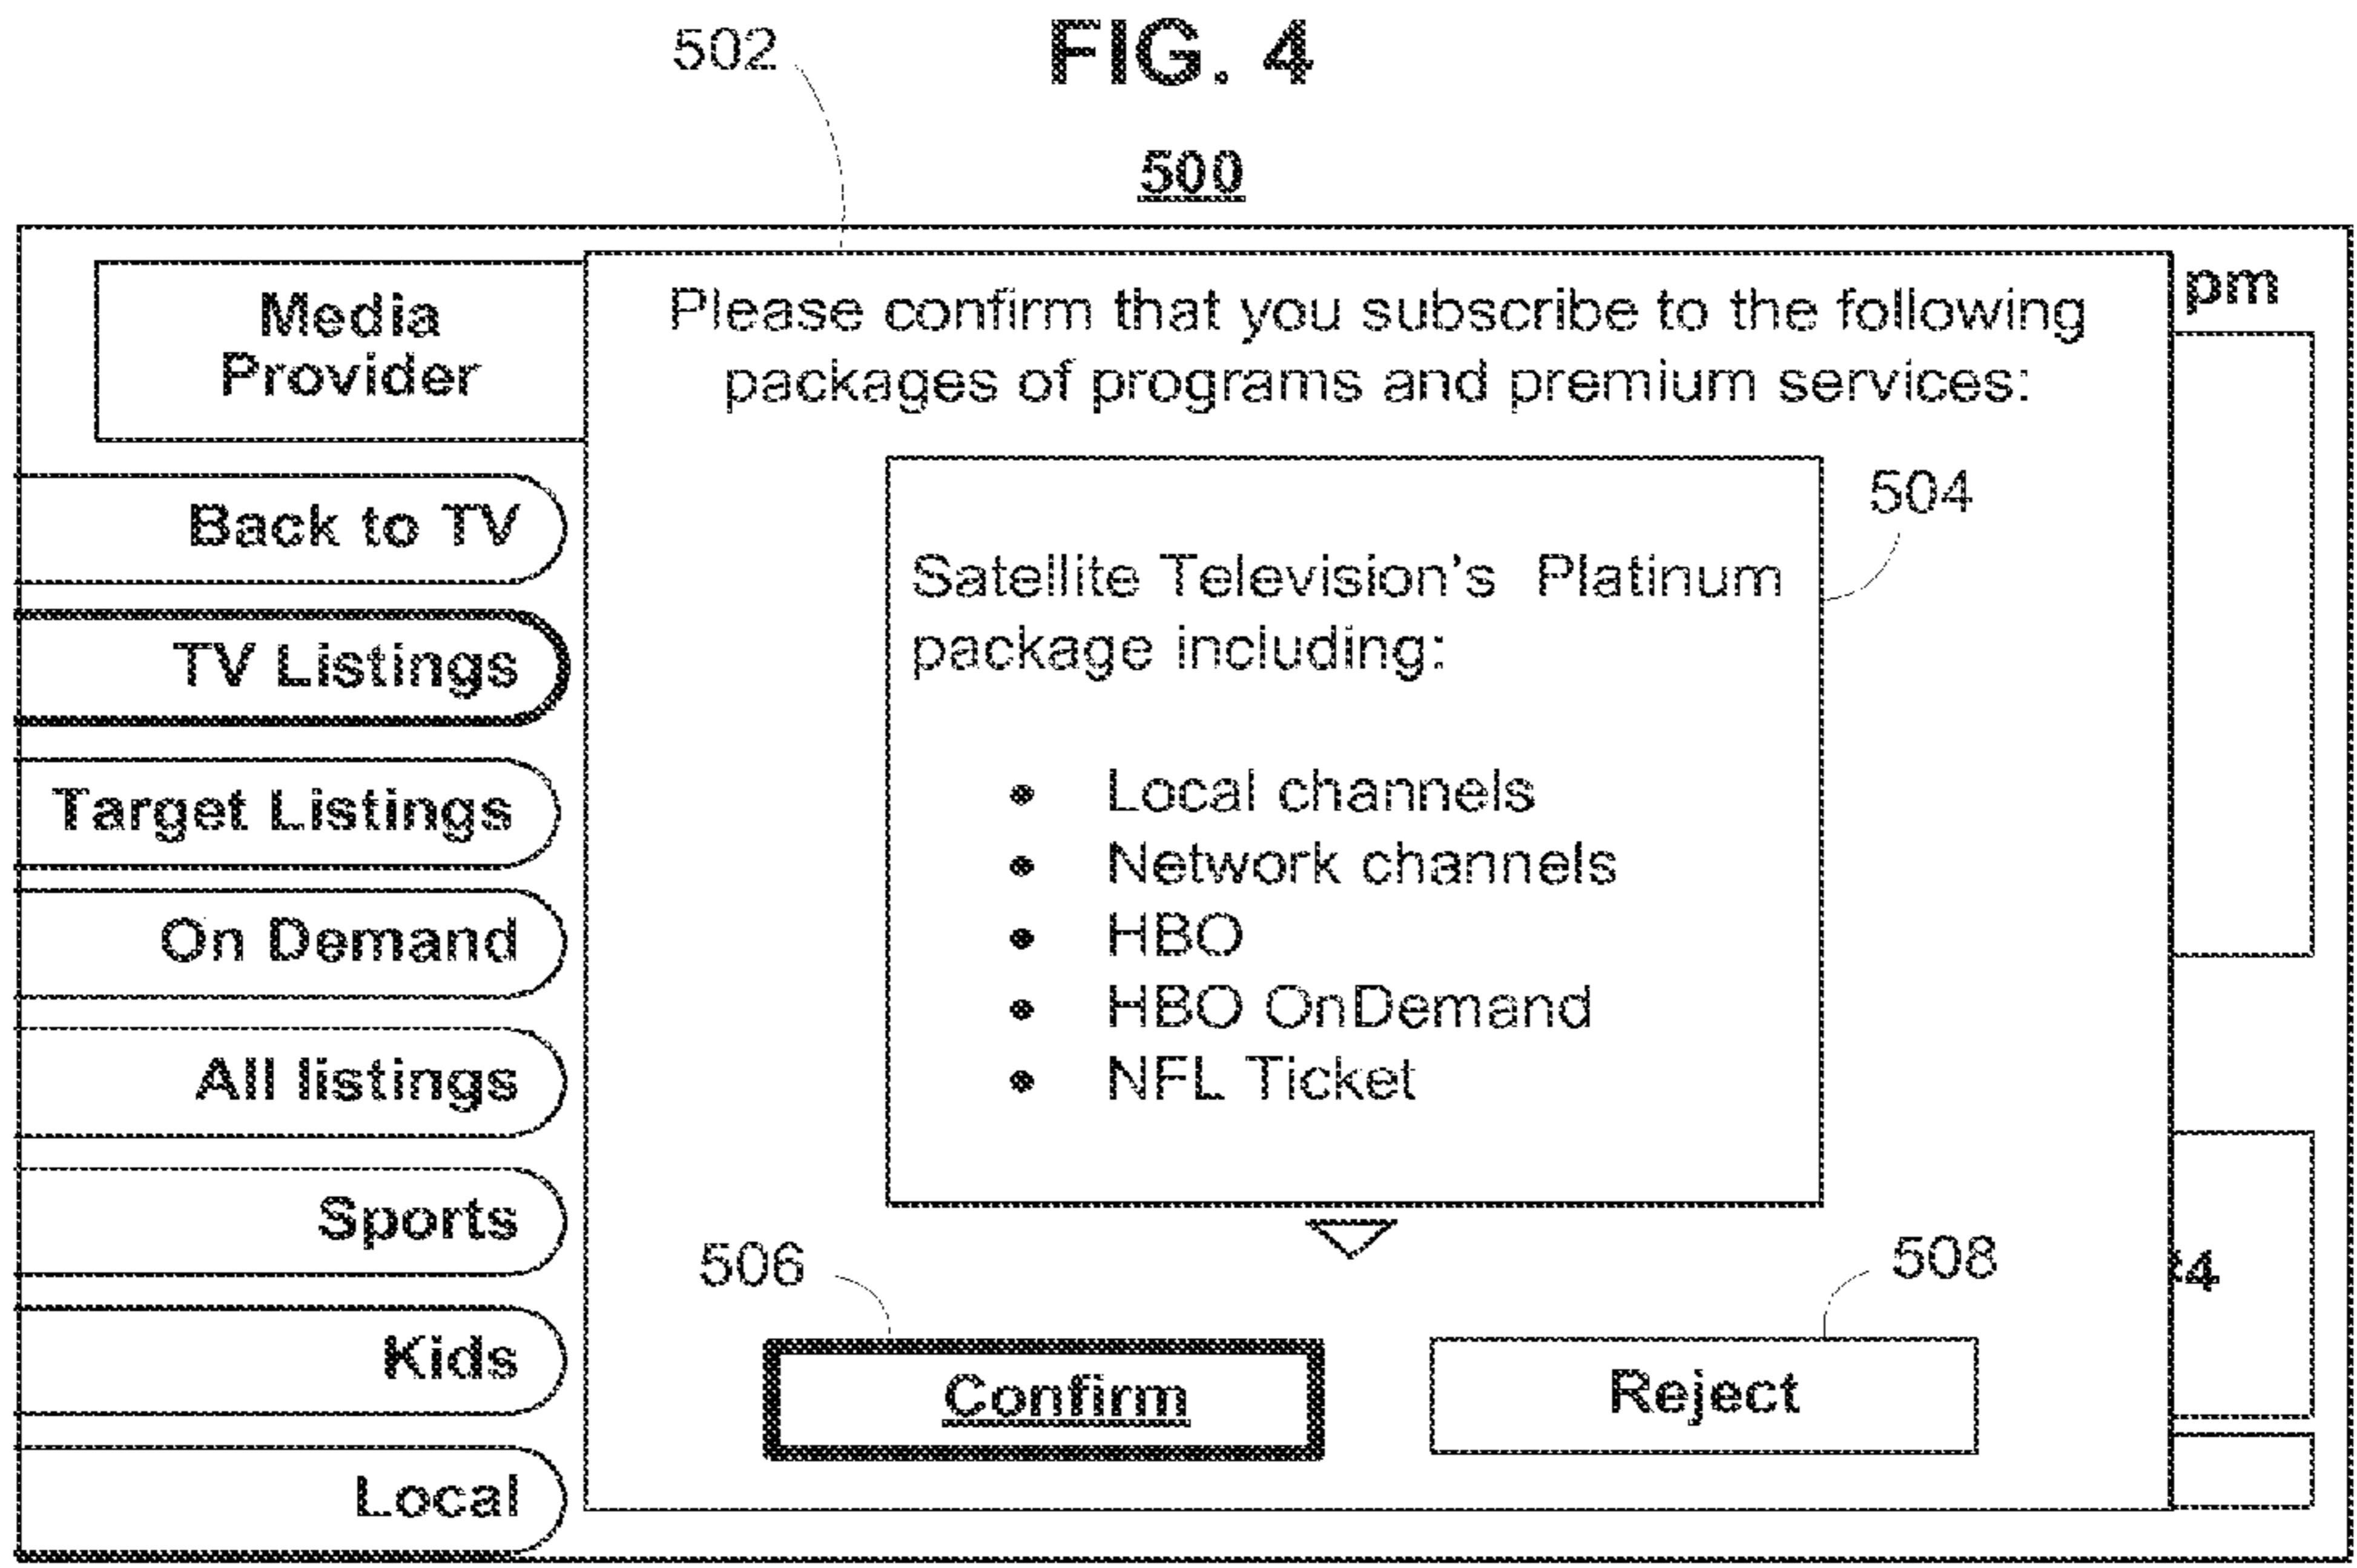 FIG. 4
502
500
Media
Provider
Please confirm that you subscribe to the following
packages of programs and premium services:
pm
504
Satellite Television's Platinum
package including:
• Local channels
• Network channels
• HBO
• HBO OnDemand
• NFL Ticket
Back to TV
TV Listings
Target Listings
On Demand
All listings
Sports
Kids
Local
506
508
4
Confirm
Reject